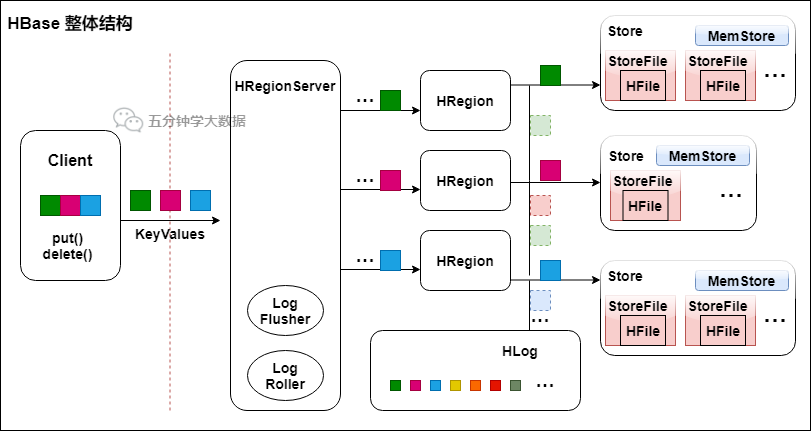 HBase 整体结构
五分钟学大数据
Client
put()
delete()
KeyValues
HRegionServer
Log
Flusher
Log
Roller
...
HRegion
...
HRegion
...
HRegion
Store
MemStore
StoreFile
HFile
StoreFile
HFile
...
Store
MemStore
StoreFile
HFile
...
Store
MemStore
StoreFile
HFile
StoreFile
HFile
...
...
HLog
...